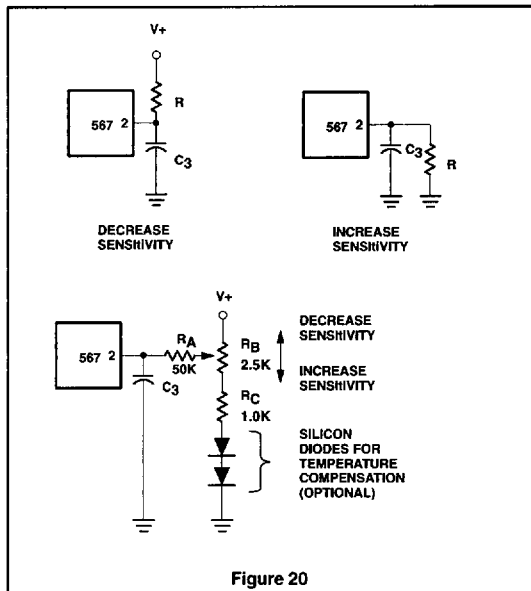 V+
R
567 2
C3
DECREASE
SENSITIVITY
567 2
C3
R
INCREASE
SENSITIVITY
V+
567 2
RA
50K
C3
RB
2.5K
DECREASE
SENSITIVITY
INCREASE
SENSITIVITY
RC
1.0K
SILICON
DIODES FOR
TEMPERATURE
COMPENSATION
(OPTIONAL)
Figure 20